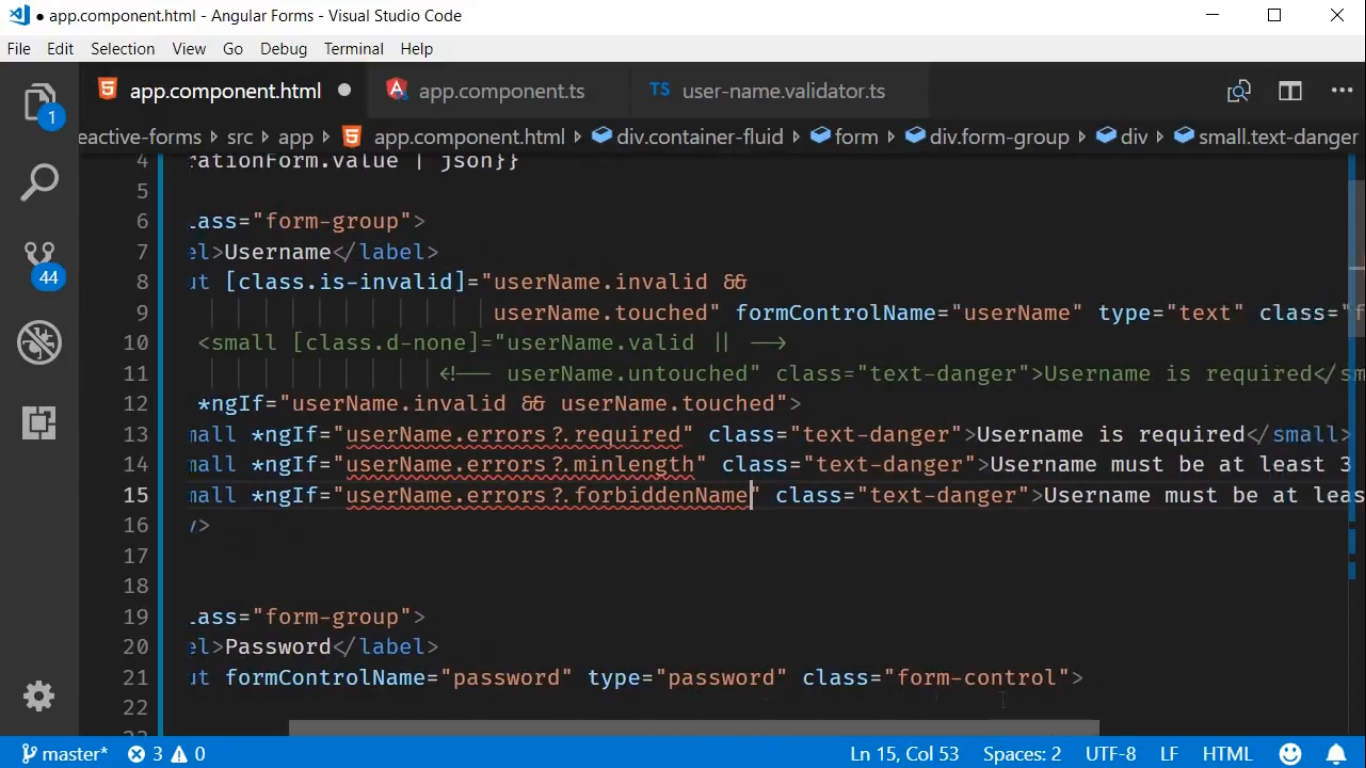 app.component.html - Angular Forms - Visual Studio Code
File Edit Selection View Go Debug Terminal Help
1
app.component.html app.component.ts TS user-name.validator.ts
eactive-forms › src › app › app.component.html › div.container-fluid › form › div.form-group › div › small.text-danger
4 rationForm.value | json}}
5
6 lass="form-group">
7 el>Username</label>
8 ut [class.is-invalid]="userName.invalid &&
9 userName.touched" formControlName="userName" type="text" class="f
10 <small [class.d-none]="userName.valid || -->
11 <!-- userName.untouched" class="text-danger">Username is required</sm
12 *ngIf="userName.invalid && userName.touched">
13 mall *ngIf="userName.errors?.required" class="text-danger">Username is required</small>
14 mall *ngIf="userName.errors?.minlength" class="text-danger">Username must be at least 3
15 mall *ngIf="userName.errors?.forbiddenName" class="text-danger">Username must be at leas
16 />
17
18
19 lass="form-group">
20 el>Password</label>
21 ut formControlName="password" type="password" class="form-control">
22
44
master* 3 0 Ln 15, Col 53 Spaces: 2 UTF-8 LF HTML